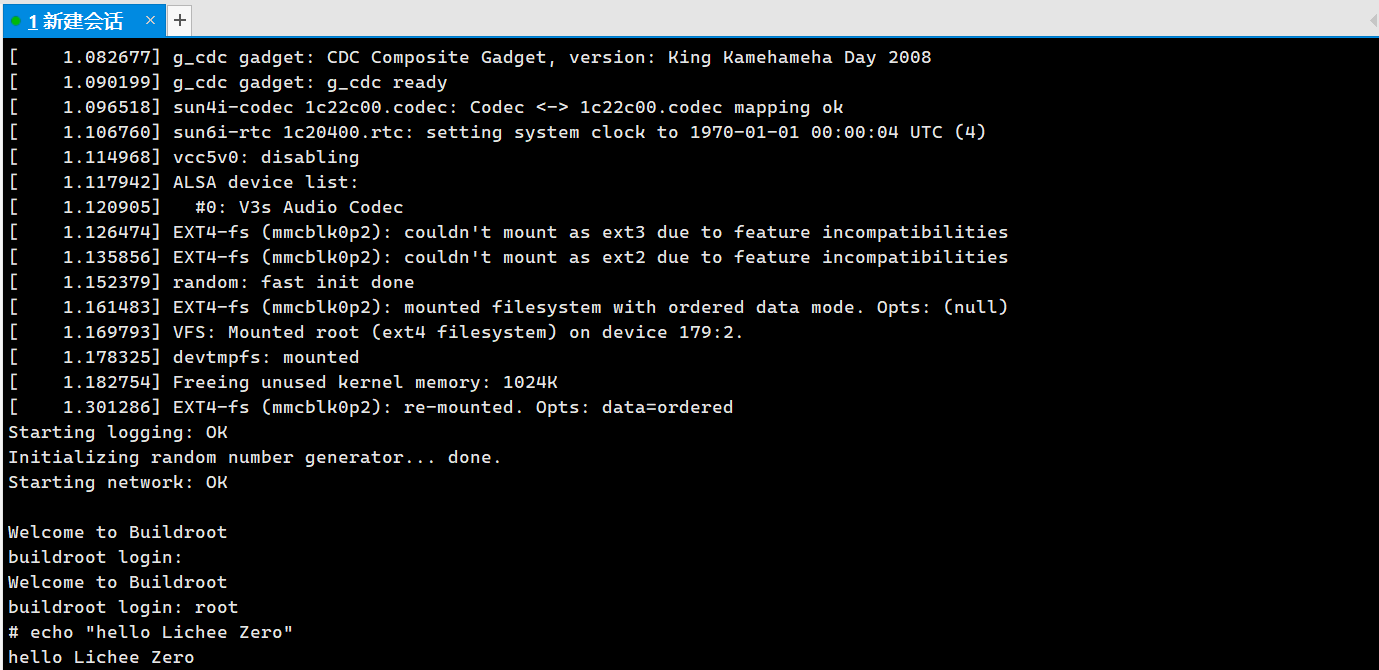 1 新建会话 × +
[    1.082677] g_cdc gadget: CDC Composite Gadget, version: King Kamehameha Day 2008
[    1.090199] g_cdc gadget: g_cdc ready
[    1.096518] sun4i-codec 1c22c00.codec: Codec <-> 1c22c00.codec mapping ok
[    1.106760] sun6i-rtc 1c20400.rtc: setting system clock to 1970-01-01 00:00:04 UTC (4)
[    1.114968] vcc5v0: disabling
[    1.117942] ALSA device list:
[    1.120905]   #0: V3s Audio Codec
[    1.126474] EXT4-fs (mmcblk0p2): couldn't mount as ext3 due to feature incompatibilities
[    1.135856] EXT4-fs (mmcblk0p2): couldn't mount as ext2 due to feature incompatibilities
[    1.152379] random: fast init done
[    1.161483] EXT4-fs (mmcblk0p2): mounted filesystem with ordered data mode. Opts: (null)
[    1.169793] VFS: Mounted root (ext4 filesystem) on device 179:2.
[    1.178325] devtmpfs: mounted
[    1.182754] Freeing unused kernel memory: 1024K
[    1.301286] EXT4-fs (mmcblk0p2): re-mounted. Opts: data=ordered
Starting logging: OK
Initializing random number generator... done.
Starting network: OK

Welcome to Buildroot
buildroot login:
Welcome to Buildroot
buildroot login: root
# echo "hello Lichee Zero"
hello Lichee Zero